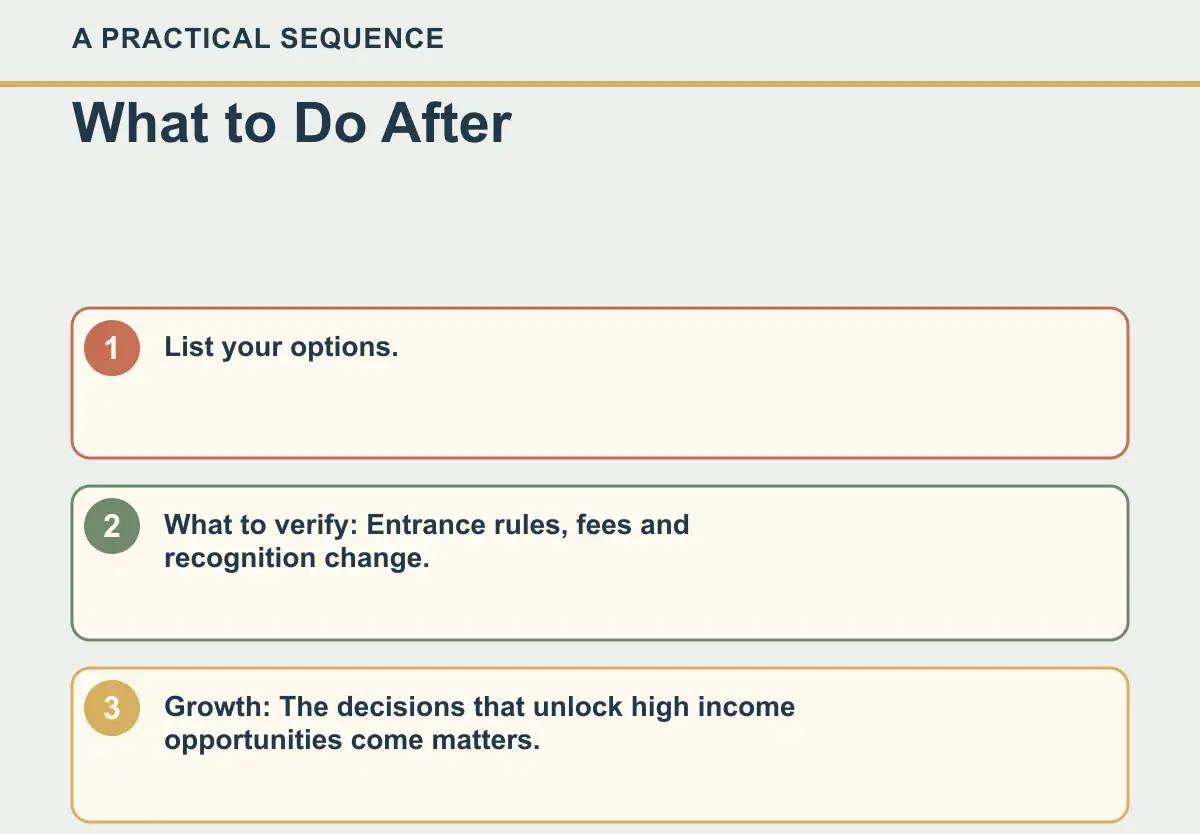 A PRACTICAL SEQUENCE
What to Do After
1
List your options.
2
What to verify: Entrance rules, fees and
recognition change.
3
Growth: The decisions that unlock high income
opportunities come matters.